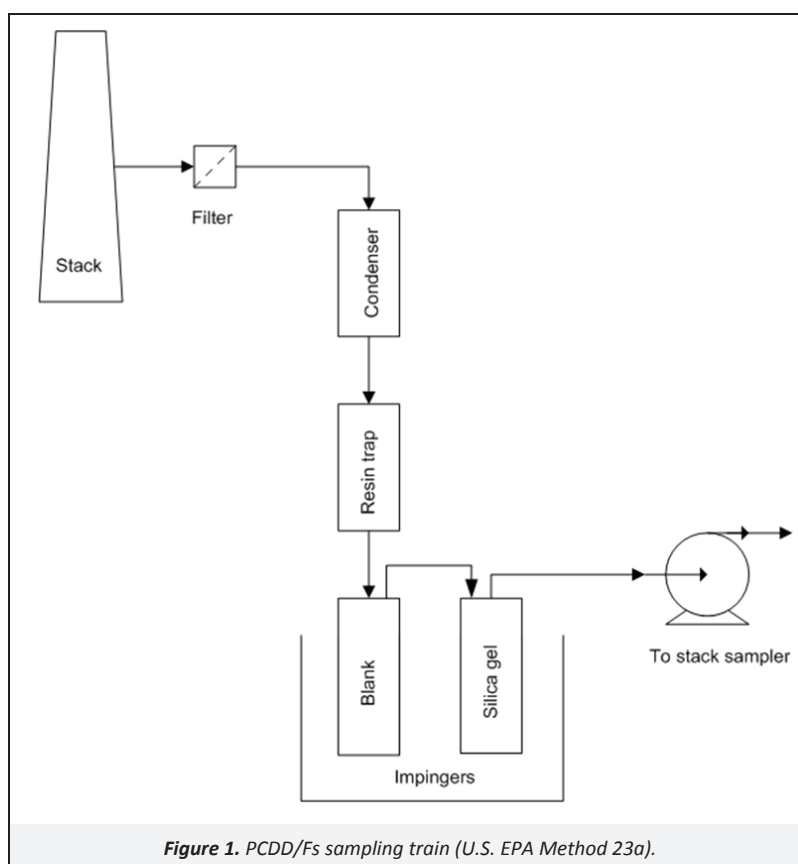 Stack
Filter
Condenser
Resin trap
Blank
Silica gel
Impingers
To stack sampler
Figure 1. PCDD/Fs sampling train (U.S. EPA Method 23a).